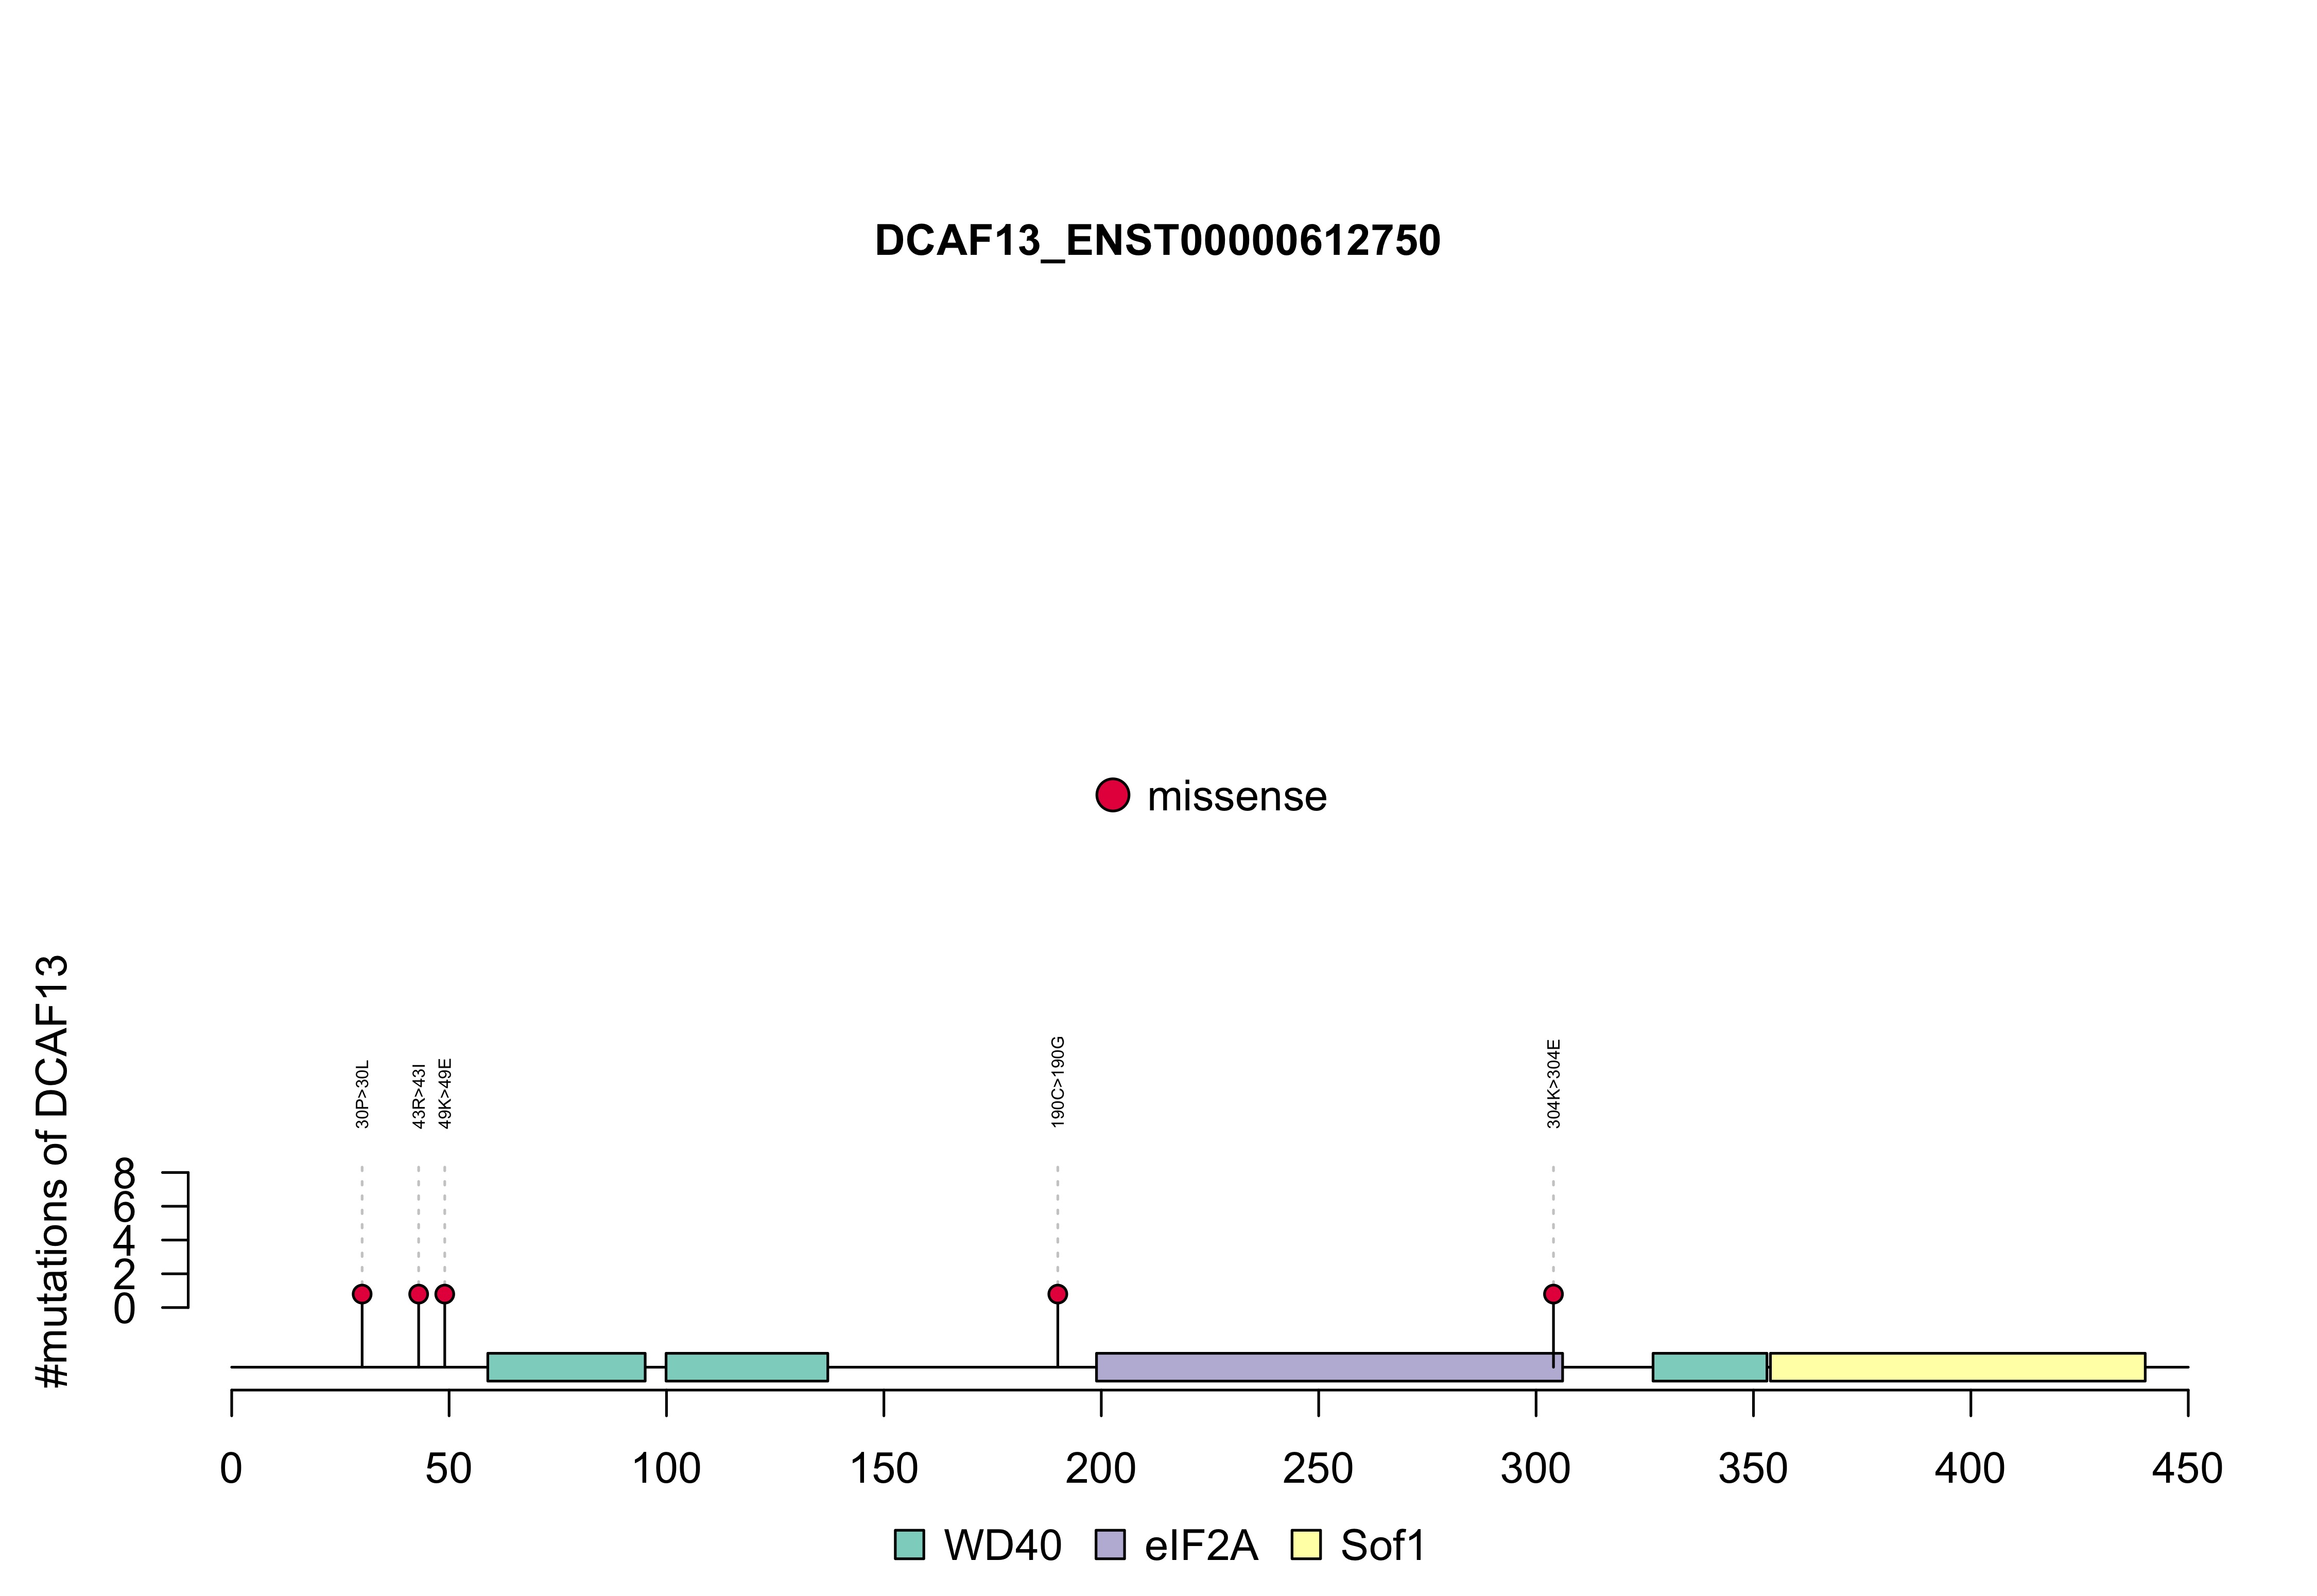 DCAF13_ENST00000612750
missense
#mutations of DCAF13
30P>30L
43R>43I
49K>49E
190C>190G
304K>304E
8
6
4
2
0
0 50 100 150 200 250 300 350 400 450
WD40 eIF2A Sof1